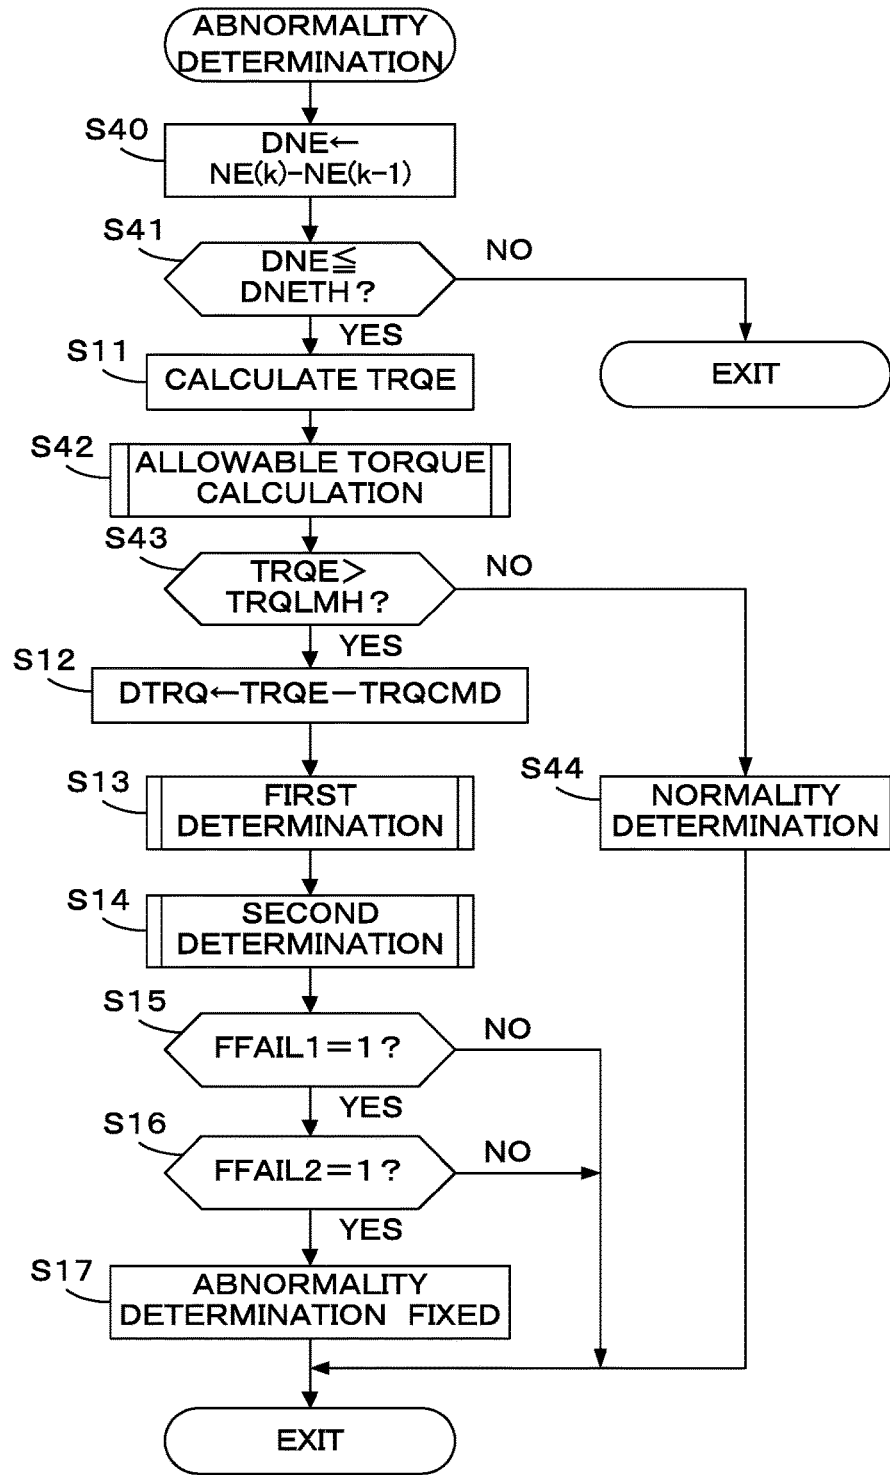 ABNORMALITY
DETERMINATION
S40
DNE←
NE(k)-NE(k-1)
S41
DNE≦
DNETH?
NO
YES
EXIT
S11
CALCULATE TRQE
S42
ALLOWABLE TORQUE
CALCULATION
S43
TRQE>
TRQLMH?
NO
YES
S12
DTRQ←TRQE−TRQCMD
S13
FIRST
DETERMINATION
S44
NORMALITY
DETERMINATION
S14
SECOND
DETERMINATION
S15
FFAIL1=1?
NO
YES
S16
FFAIL2=1?
NO
YES
S17
ABNORMALITY
DETERMINATION FIXED
EXIT